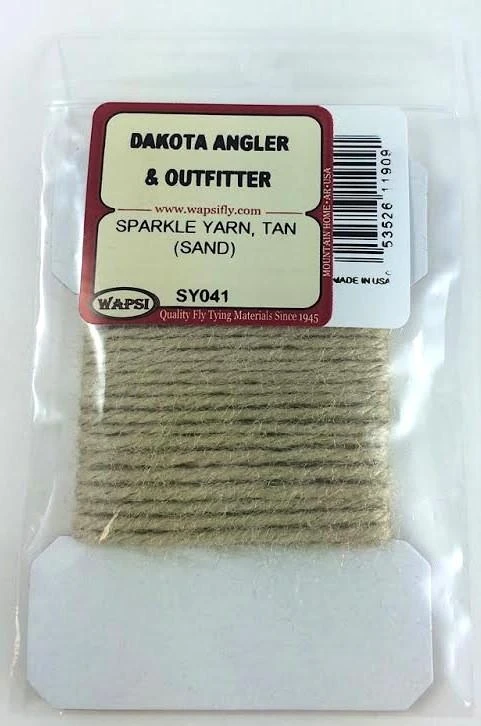 DAKOTA ANGLER
& OUTFITTER
www.wapsifly.com
SPARKLE YARN, TAN
(SAND)
WAPSI
SY041
Quality Fly Tying Materials Since 1945
MOUNTAIN HOME · AR · USA
53526 11909
MADE IN USA